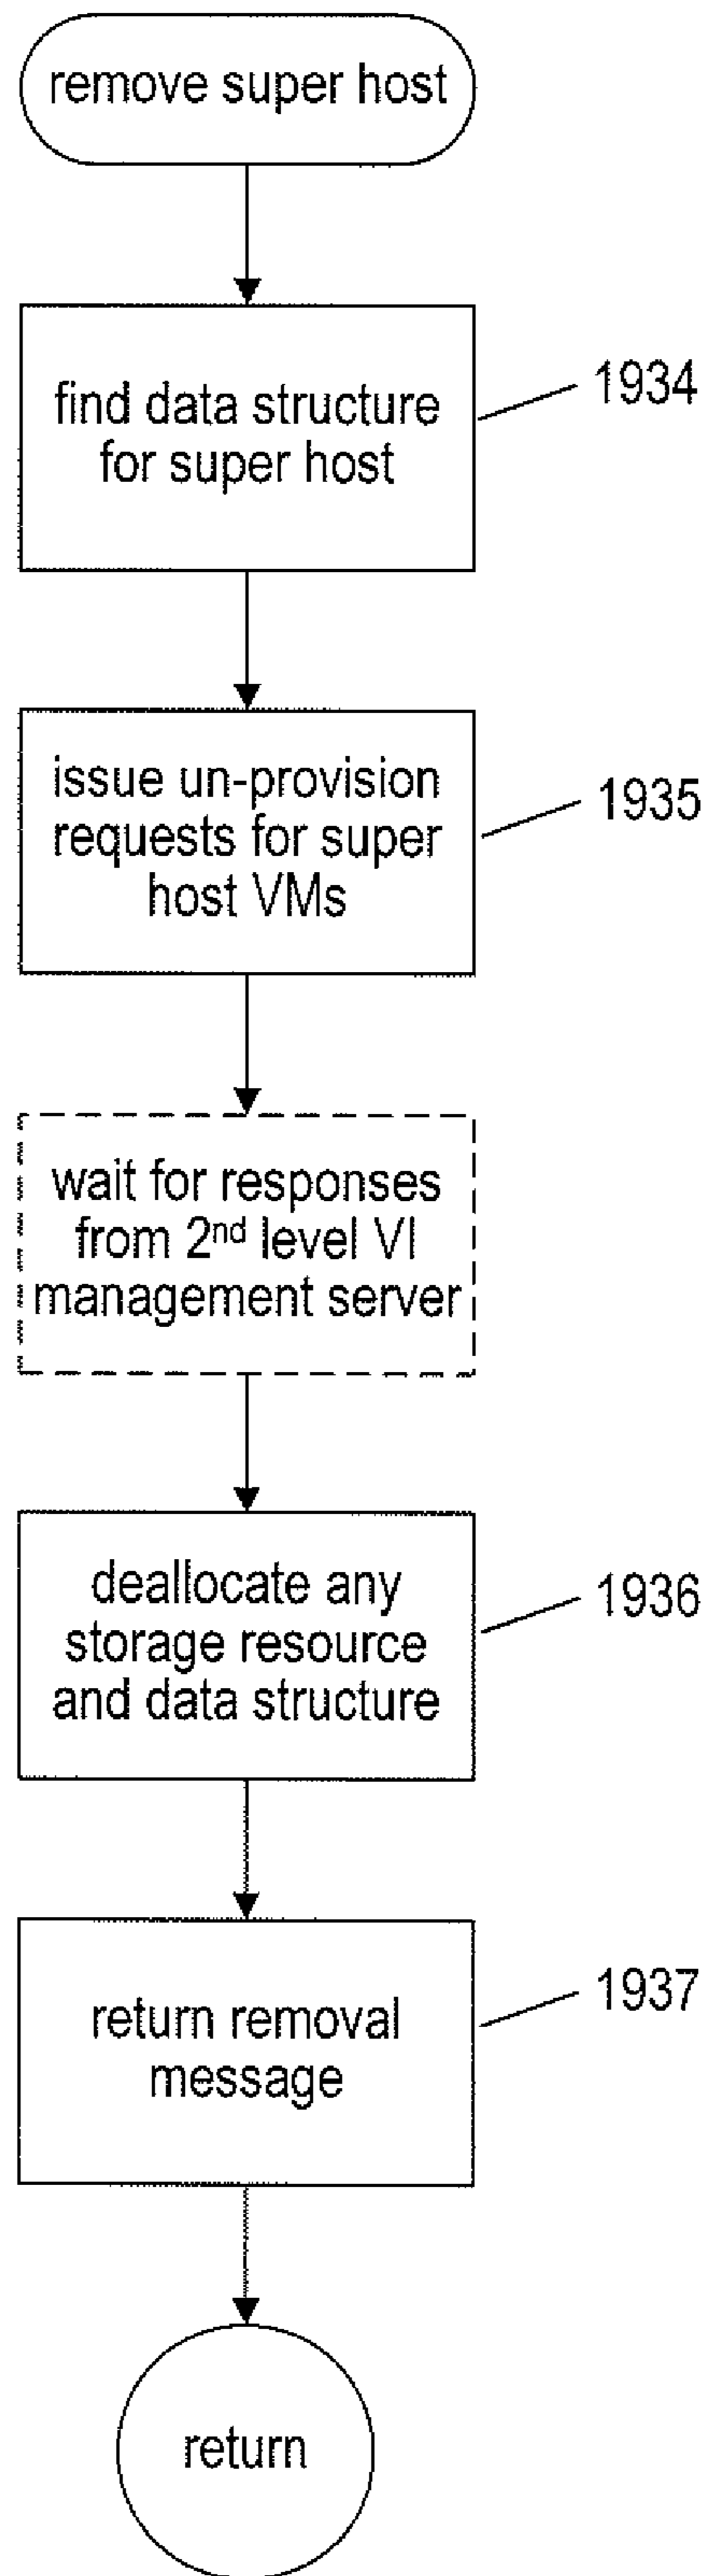 remove super host
find data structure
for super host
1934
issue un-provision
requests for super
host VMs
1935
wait for responses
from 2nd level VI
management server
deallocate any
storage resource
and data structure
1936
return removal
message
1937
return